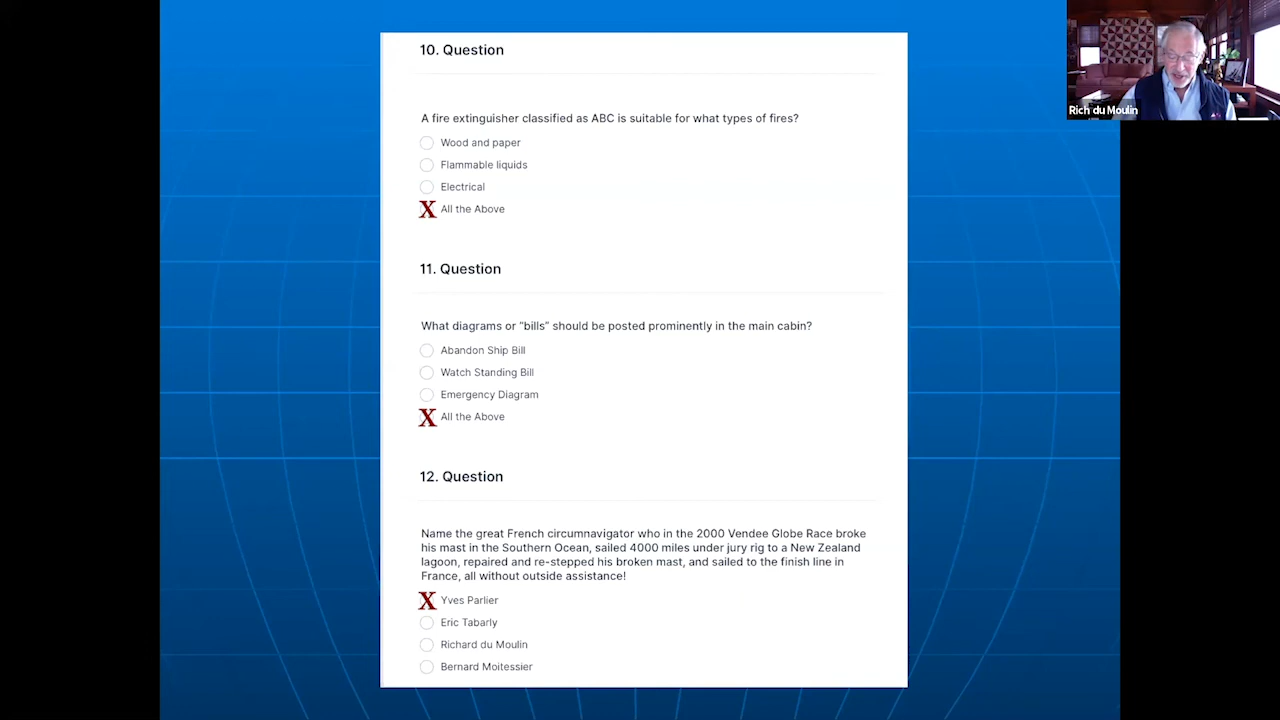 10. Question
A fire extinguisher classified as ABC is suitable for what types of fires?
Wood and paper
Flammable liquids
Electrical
X All the Above
11. Question
What diagrams or "bills" should be posted prominently in the main cabin?
Abandon Ship Bill
Watch Standing Bill
Emergency Diagram
X All the Above
12. Question
Name the great French circumnavigator who in the 2000 Vendee Globe Race broke
his mast in the Southern Ocean, sailed 4000 miles under jury rig to a New Zealand
lagoon, repaired and re-stepped his broken mast, and sailed to the finish line in
France, all without outside assistance!
X Yves Parlier
Eric Tabarly
Richard du Moulin
Bernard Moitessier
Rich du Moulin